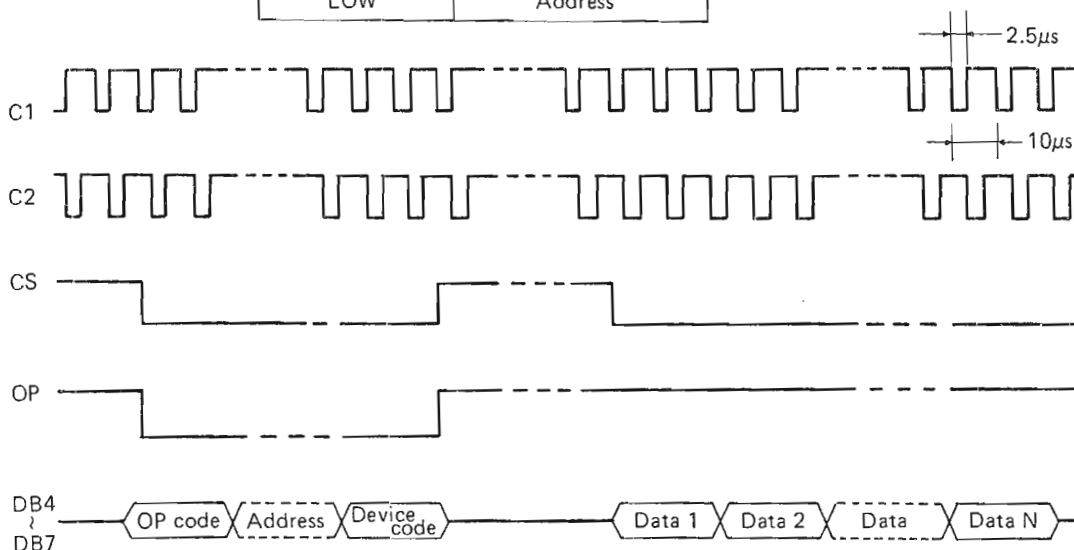 LOW Address
2.5μs
C1
10μs
C2
CS
OP
DB4
~
DB7
OP code Address Device code Data 1 Data 2 Data Data N